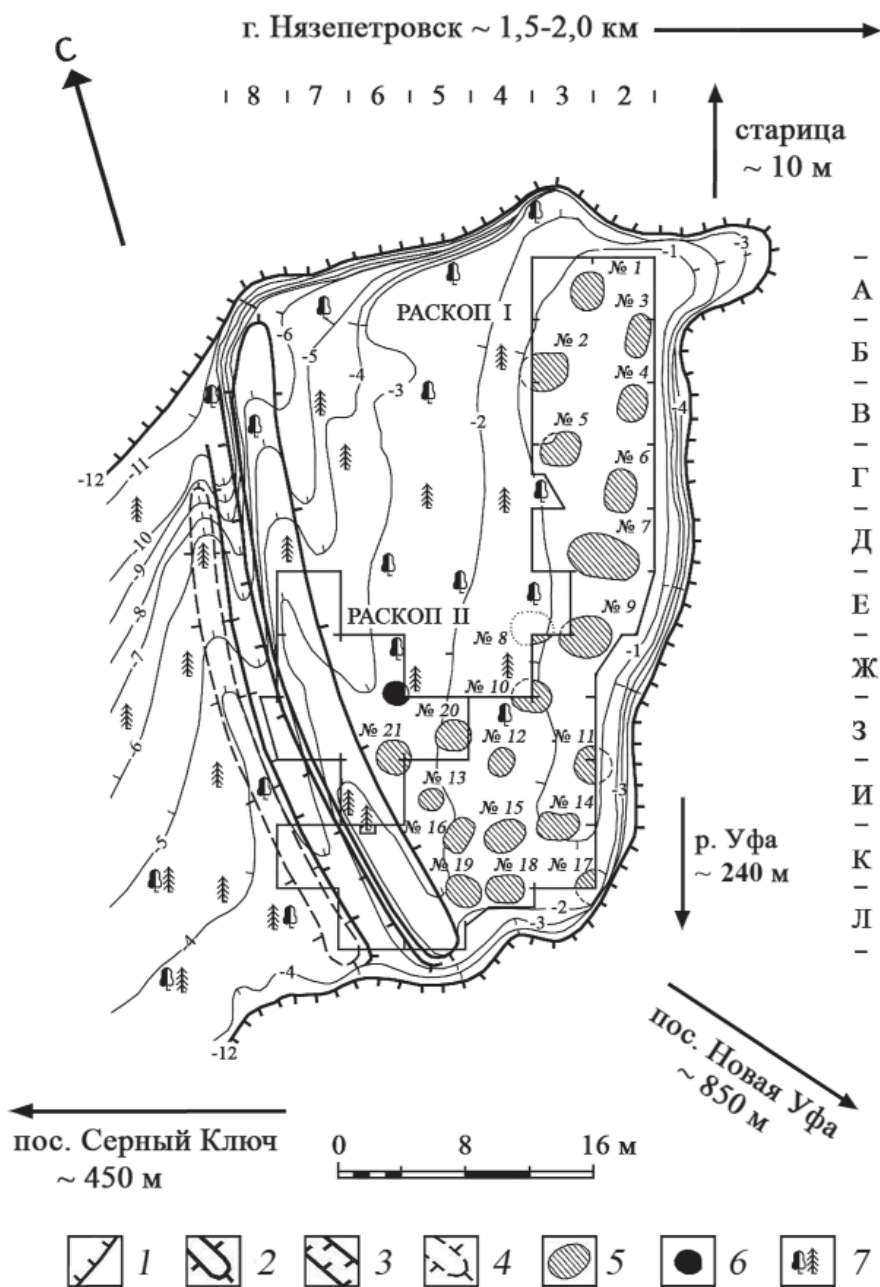 г. Нязепетровск ~ 1,5-2,0 км
С
8 7 6 5 4 3 2
старица
~ 10 м
-1
-3
№ 1
А
РАСКОП I
№ 3
-6
-5
Б
№ 2
-4
-3
№ 4
-4
В
-2
№ 5
-11
-12
№ 6
Г
-10
№ 7
Д
-9
-8
Е
РАСКОП II
№ 9
№ 8
-7
-1
Ж
№ 10
-6
№ 20
№ 21
№ 12
№ 11
З
№ 13
-3
И
№ 16
№ 15
№ 14
-5
р. Уфа
~ 240 м
К
№ 19
№ 18
№ 17
-2
-3
Л
-4
-4
-12
пос. Новая Уфа
~ 850 м
пос. Серный Ключ
~ 450 м
0 8 16 м
1 2 3 4 5 6 7